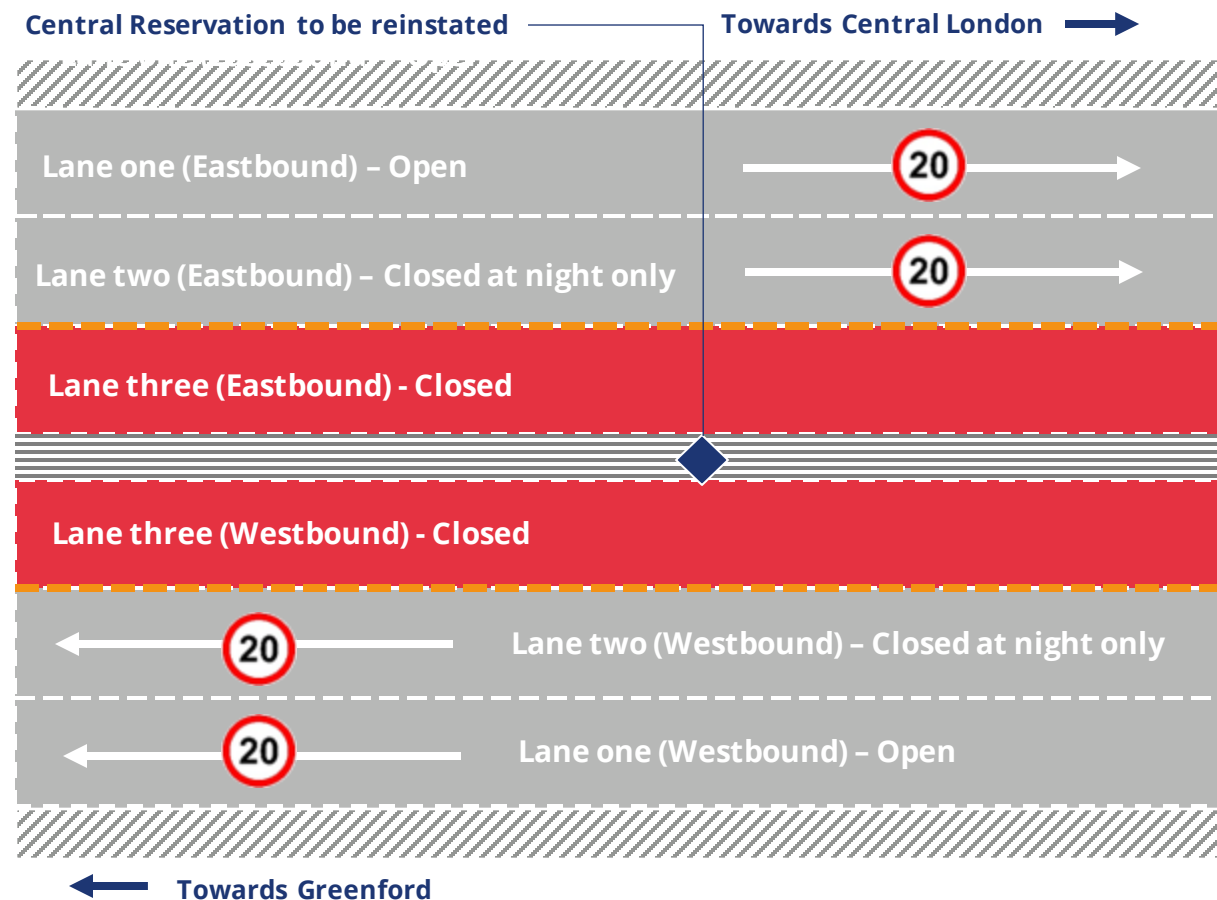 Central Reservation to be reinstated
Towards Central London
Lane one (Eastbound) – Open
20
Lane two (Eastbound) – Closed at night only
20
Lane three (Eastbound) - Closed
Lane three (Westbound) - Closed
20
Lane two (Westbound) – Closed at night only
20
Lane one (Westbound) – Open
Towards Greenford